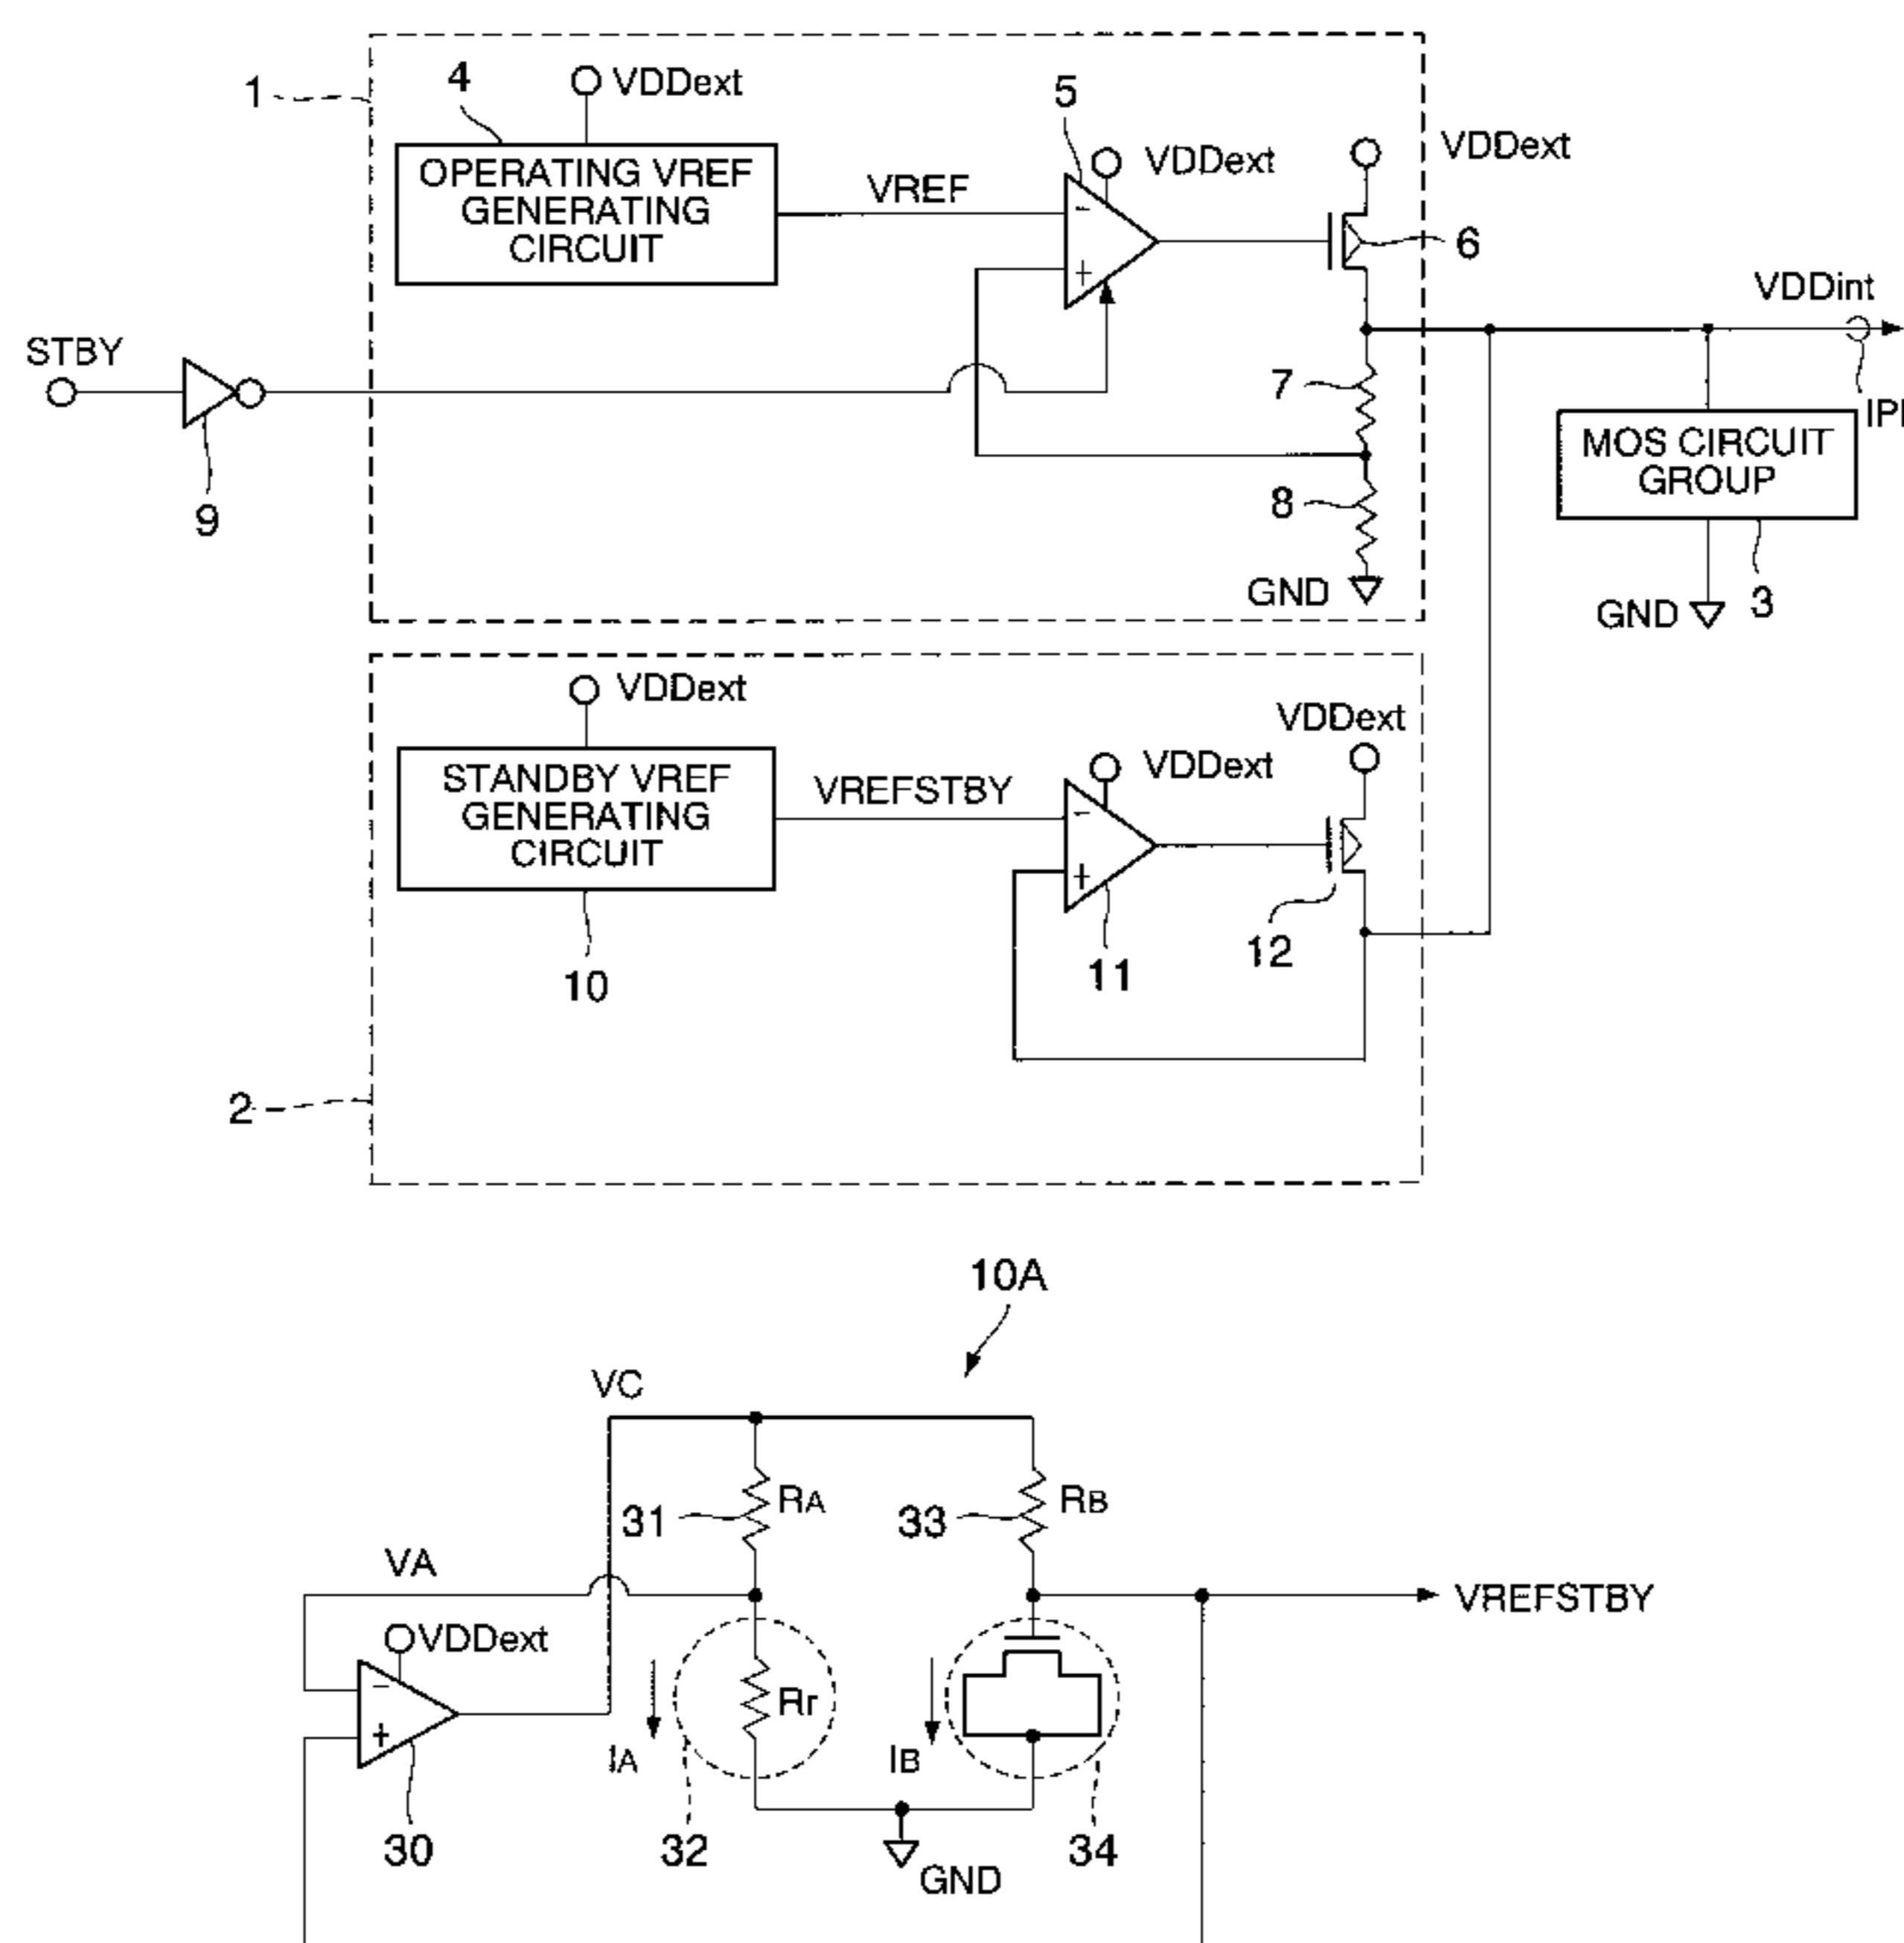 1
4
VDDext
OPERATING VREF
GENERATING
CIRCUIT
VREF
5
VDDext
-
+
VDDext
6
VDDint
STBY
9
7
8
GND
MOS CIRCUIT
GROUP
GND
3
VDDext
STANDBY VREF
GENERATING
CIRCUIT
10
VREFSTBY
VDDext
-
+
11
VDDext
12
2
10A
VC
31
RA
33
RB
VA
VREFSTBY
VDDext
-
+
30
IA
Rr
32
IB
34
GND